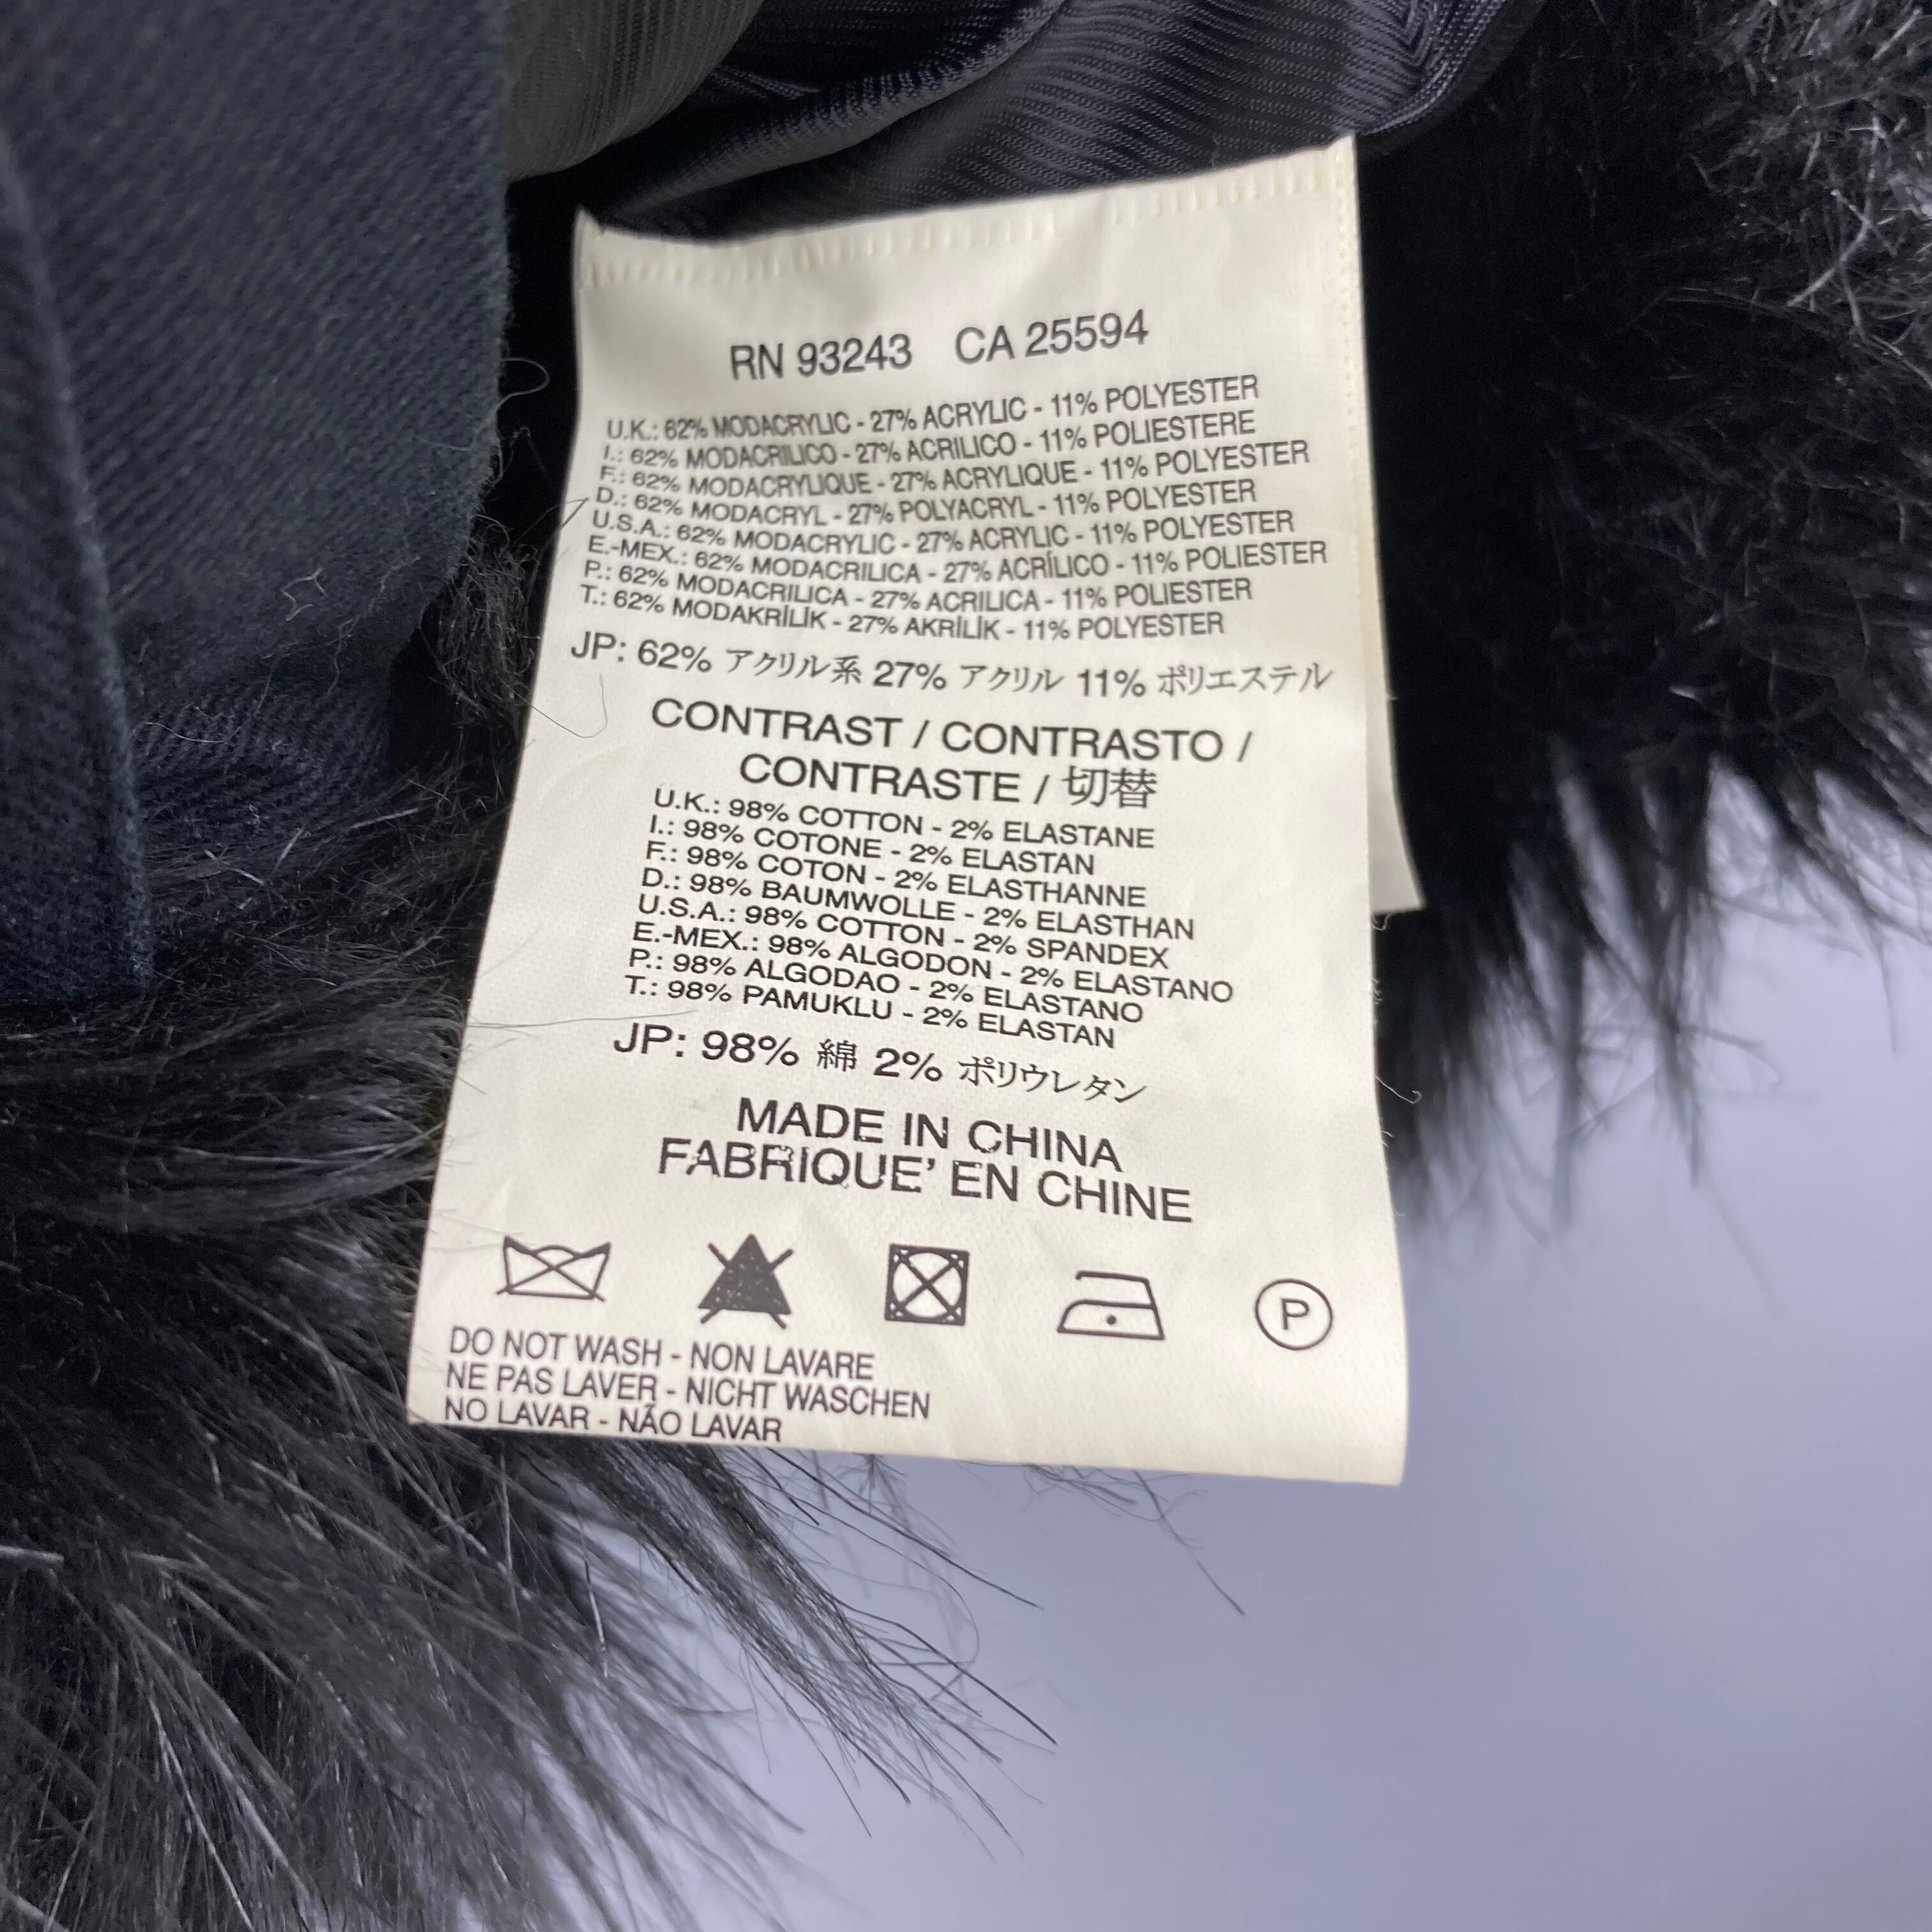 RN 93243 CA 25594
U.K.: 62% MODACRYLIC - 27% ACRYLIC - 11% POLYESTER
I.: 62% MODACRILICO - 27% ACRILICO - 11% POLIESTERE
F.: 62% MODACRYLIQUE - 27% ACRYLIQUE - 11% POLYESTER
D.: 62% MODACRYL - 27% POLYACRYL - 11% POLYESTER
U.S.A.: 62% MODACRYLIC - 27% ACRYLIC - 11% POLYESTER
E.-MEX.: 62% MODACRILICA - 27% ACRÍLICO - 11% POLIESTER
P.: 62% MODACRILICA - 27% ACRILICA - 11% POLIESTER
T.: 62% MODAKRİLİK - 27% AKRİLİK - 11% POLYESTER
JP: 62% アクリル系 27% アクリル 11% ポリエステル
CONTRAST / CONTRASTO /
CONTRASTE / 切替
U.K.: 98% COTTON - 2% ELASTANE
I.: 98% COTONE - 2% ELASTAN
F.: 98% COTON - 2% ELASTHANNE
D.: 98% BAUMWOLLE - 2% ELASTHAN
U.S.A.: 98% COTTON - 2% SPANDEX
E.-MEX.: 98% ALGODON - 2% ELASTANO
P.: 98% ALGODAO - 2% ELASTANO
T.: 98% PAMUKLU - 2% ELASTAN
JP: 98% 綿 2% ポリウレタン
MADE IN CHINA
FABRIQUE' EN CHINE
P
DO NOT WASH - NON LAVARE
NE PAS LAVER - NICHT WASCHEN
NO LAVAR - NÃO LAVAR